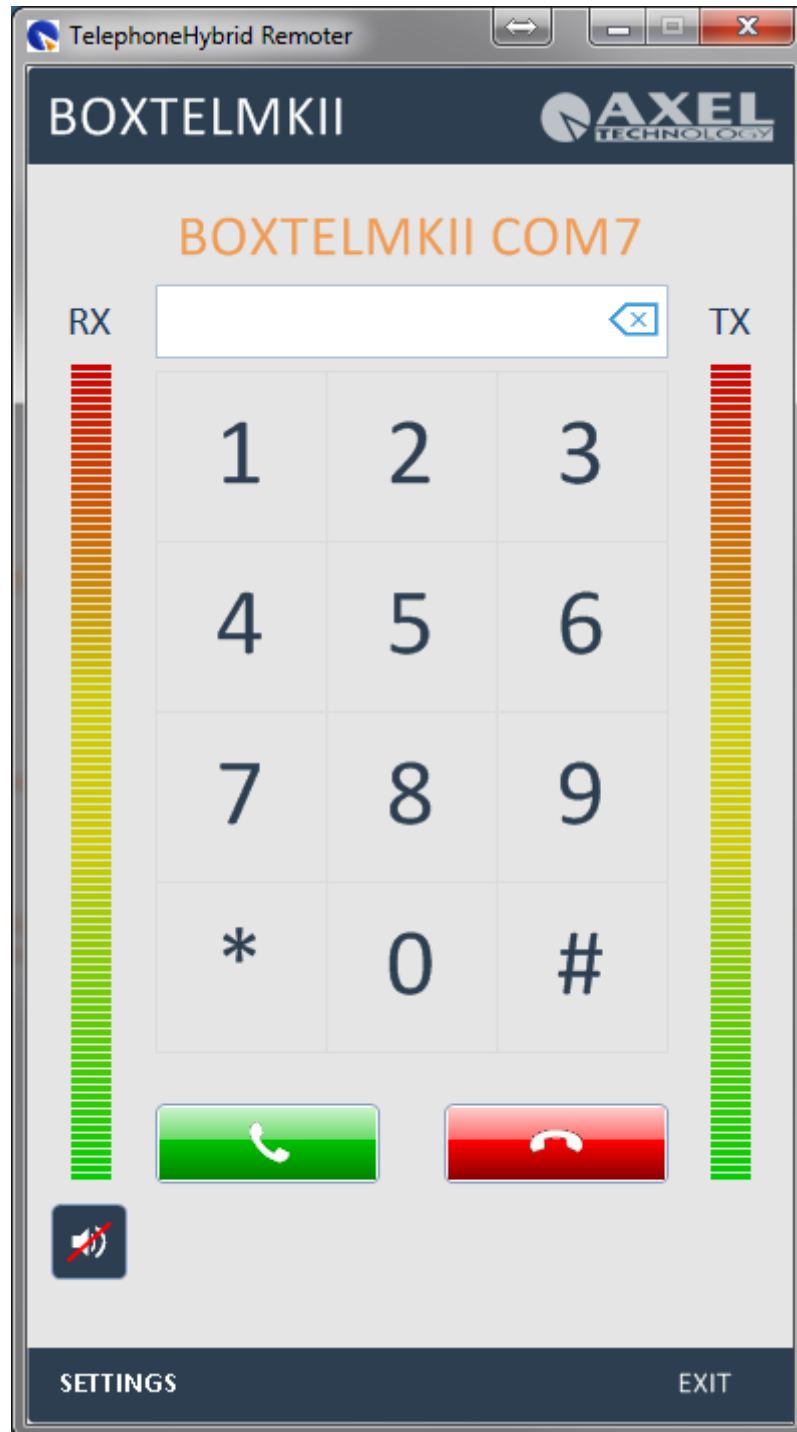 TelephoneHybrid Remoter
BOXTELMKII AXEL
TECHNOLOGY
BOXTELMKII COM7
RX TX
1 2 3
4 5 6
7 8 9
* 0 #
SETTINGS EXIT